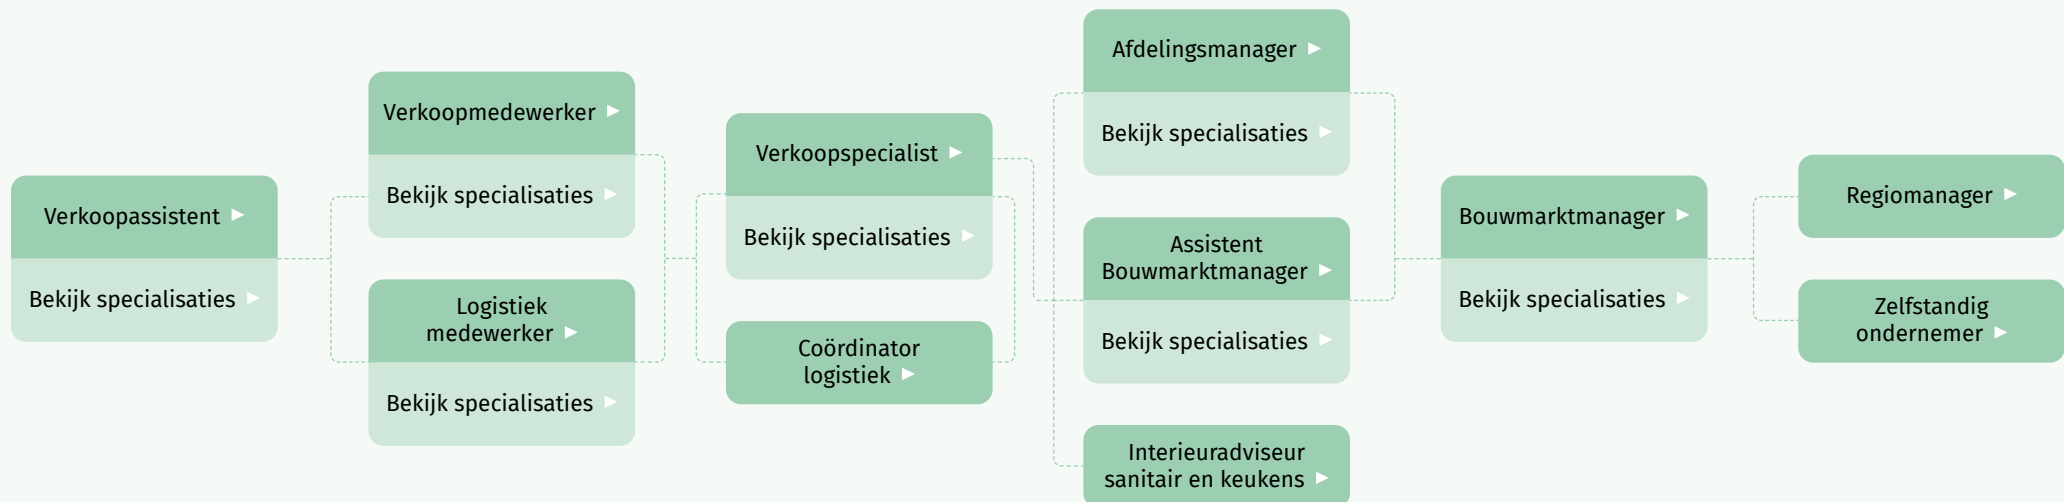 Verkoopassistent
Bekijk specialisaties
Verkoopmedewerker
Bekijk specialisaties
Logistiek
medewerker
Bekijk specialisaties
Verkoopspecialist
Bekijk specialisaties
Coördinator
logistiek
Afdelingsmanager
Bekijk specialisaties
Assistent
Bouwmarktmanager
Bekijk specialisaties
Interieuradviseur
sanitair en keukens
Bouwmarktmanager
Bekijk specialisaties
Regiomanager
Zelfstandig
ondernemer